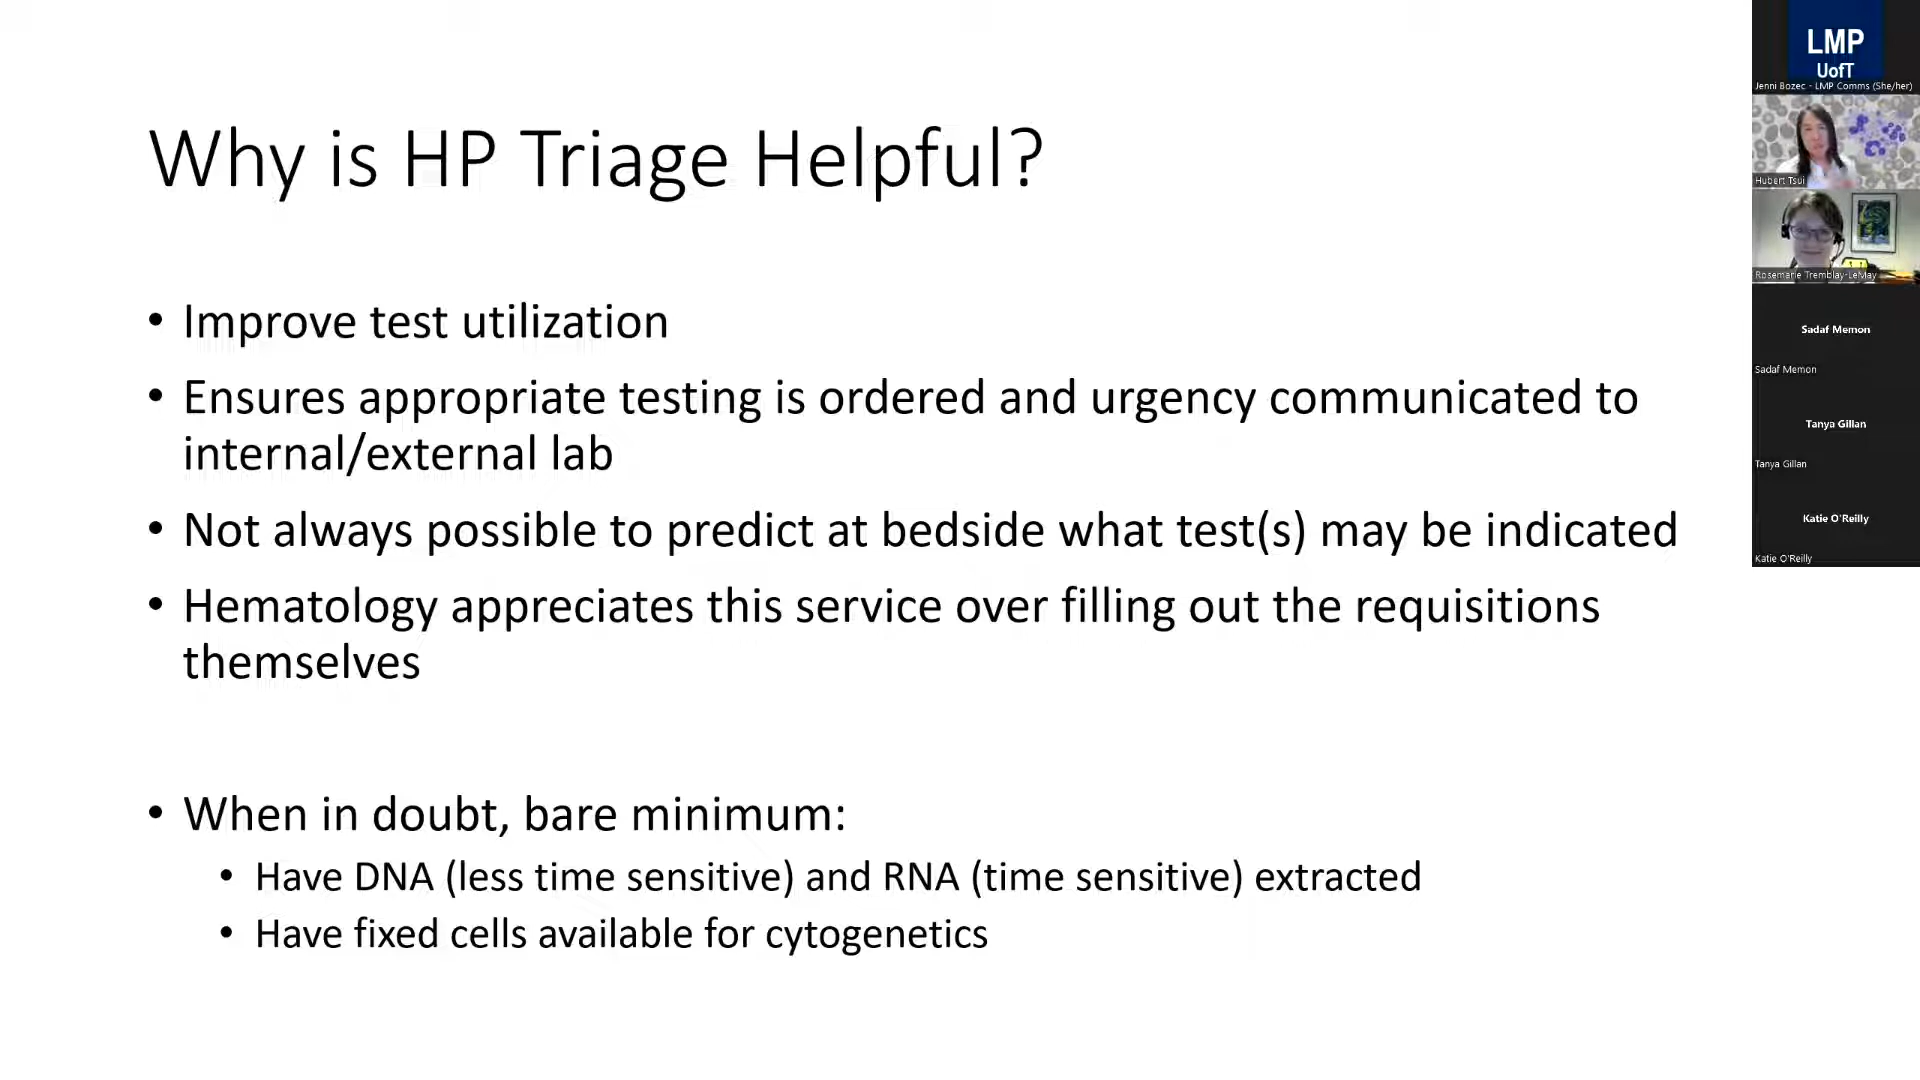 Why is HP Triage Helpful?
• Improve test utilization
• Ensures appropriate testing is ordered and urgency communicated to
internal/external lab
• Not always possible to predict at bedside what test(s) may be indicated
• Hematology appreciates this service over filling out the requisitions
themselves
• When in doubt, bare minimum:
• Have DNA (less time sensitive) and RNA (time sensitive) extracted
• Have fixed cells available for cytogenetics
LMP
UofT
Jenni Bozec - LMP Comms (She/her)
Hubert Tsui
Rosemarie Tremblay-LeMay
Sadaf Memon
Sadaf Memon
Tanya Gillan
Tanya Gillan
Katie O'Reilly
Katie O'Reilly